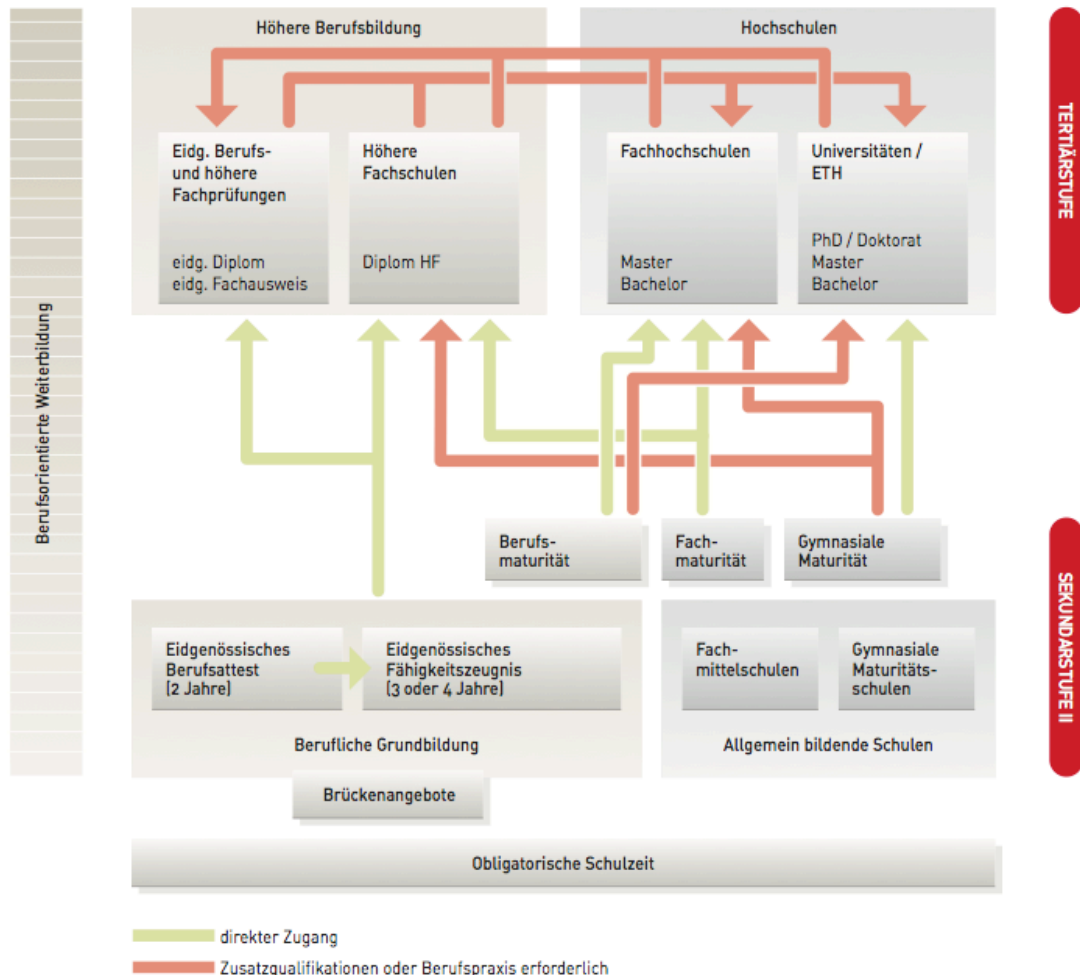 Höhere Berufsbildung
Hochschulen
TERTIÄRSTUFE
Eidg. Berufs-
und höhere
Fachprüfungen
eidg. Diplom
eidg. Fachausweis
Höhere
Fachschulen
Diplom HF
Fachhochschulen
Master
Bachelor
Universitäten /
ETH
PhD / Doktorat
Master
Bachelor
Berufsorientierte Weiterbildung
Berufs-
maturität
Fach-
maturität
Gymnasiale
Maturität
SEKUNDARSTUFE II
Eidgenössisches
Berufsattest
(2 Jahre)
Eidgenössisches
Fähigkeitszeugnis
(3 oder 4 Jahre)
Fach-
mittelschulen
Gymnasiale
Maturitäts-
schulen
Berufliche Grundbildung
Allgemein bildende Schulen
Brückenangebote
Obligatorische Schulzeit
direkter Zugang
Zusatzqualifikationen oder Berufspraxis erforderlich